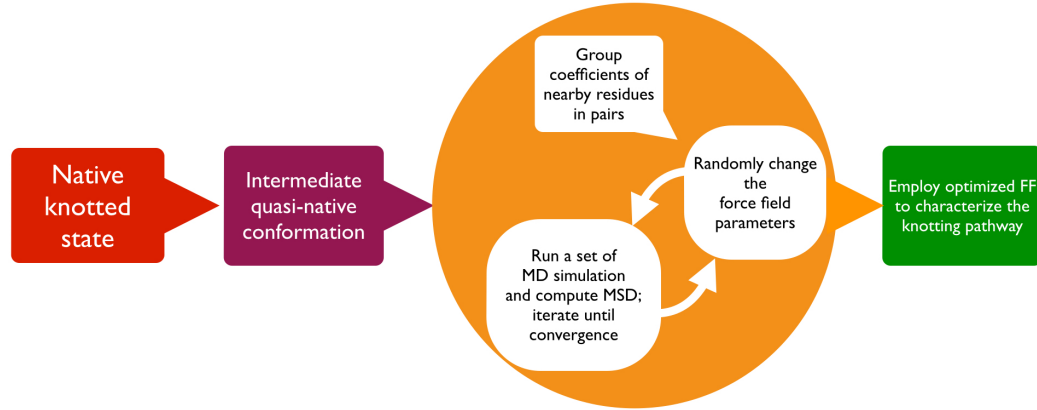 Native
knotted
state
Intermediate
quasi-native
conformation
Group
coefficients of
nearby residues
in pairs
Randomly change
the
force field
parameters
Run a set of
MD simulation
and compute MSD;
iterate until
convergence
Employ optimized FF
to characterize the
knotting pathway